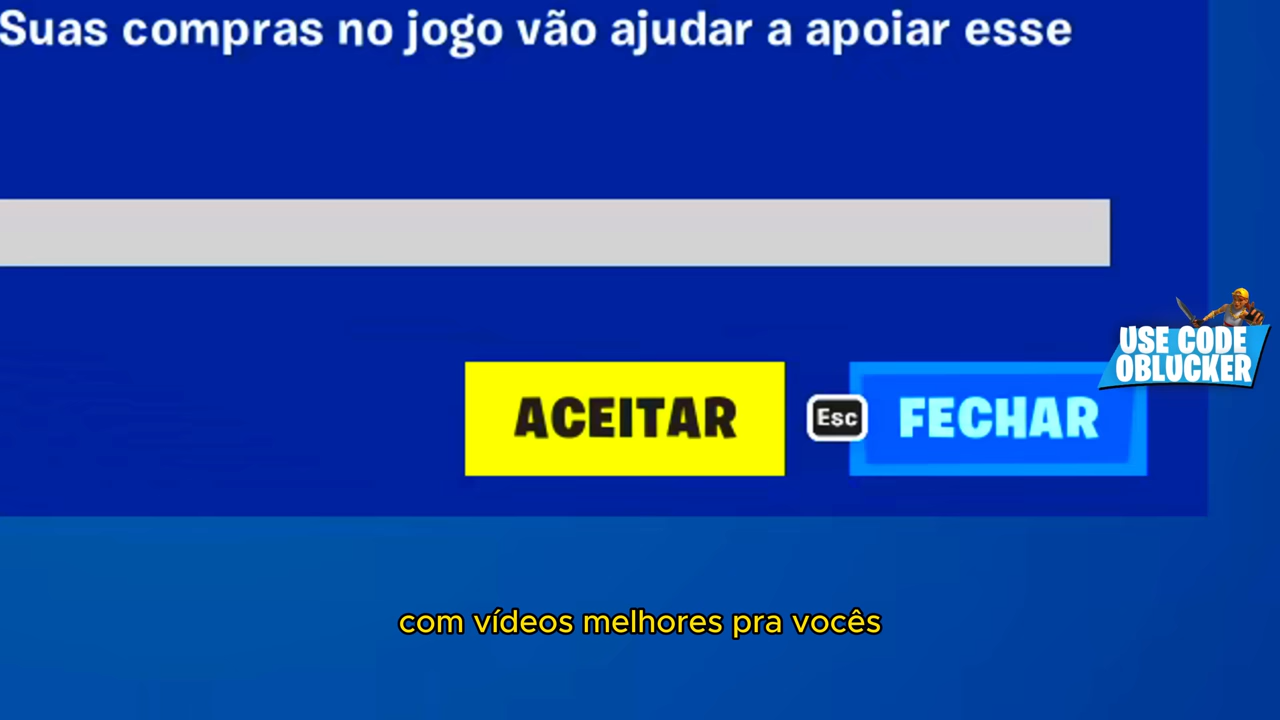 Suas compras no jogo vão ajudar a apoiar esse
USE CODE
OBLUCKER
ACEITAR
Esc
FECHAR
com vídeos melhores pra vocês